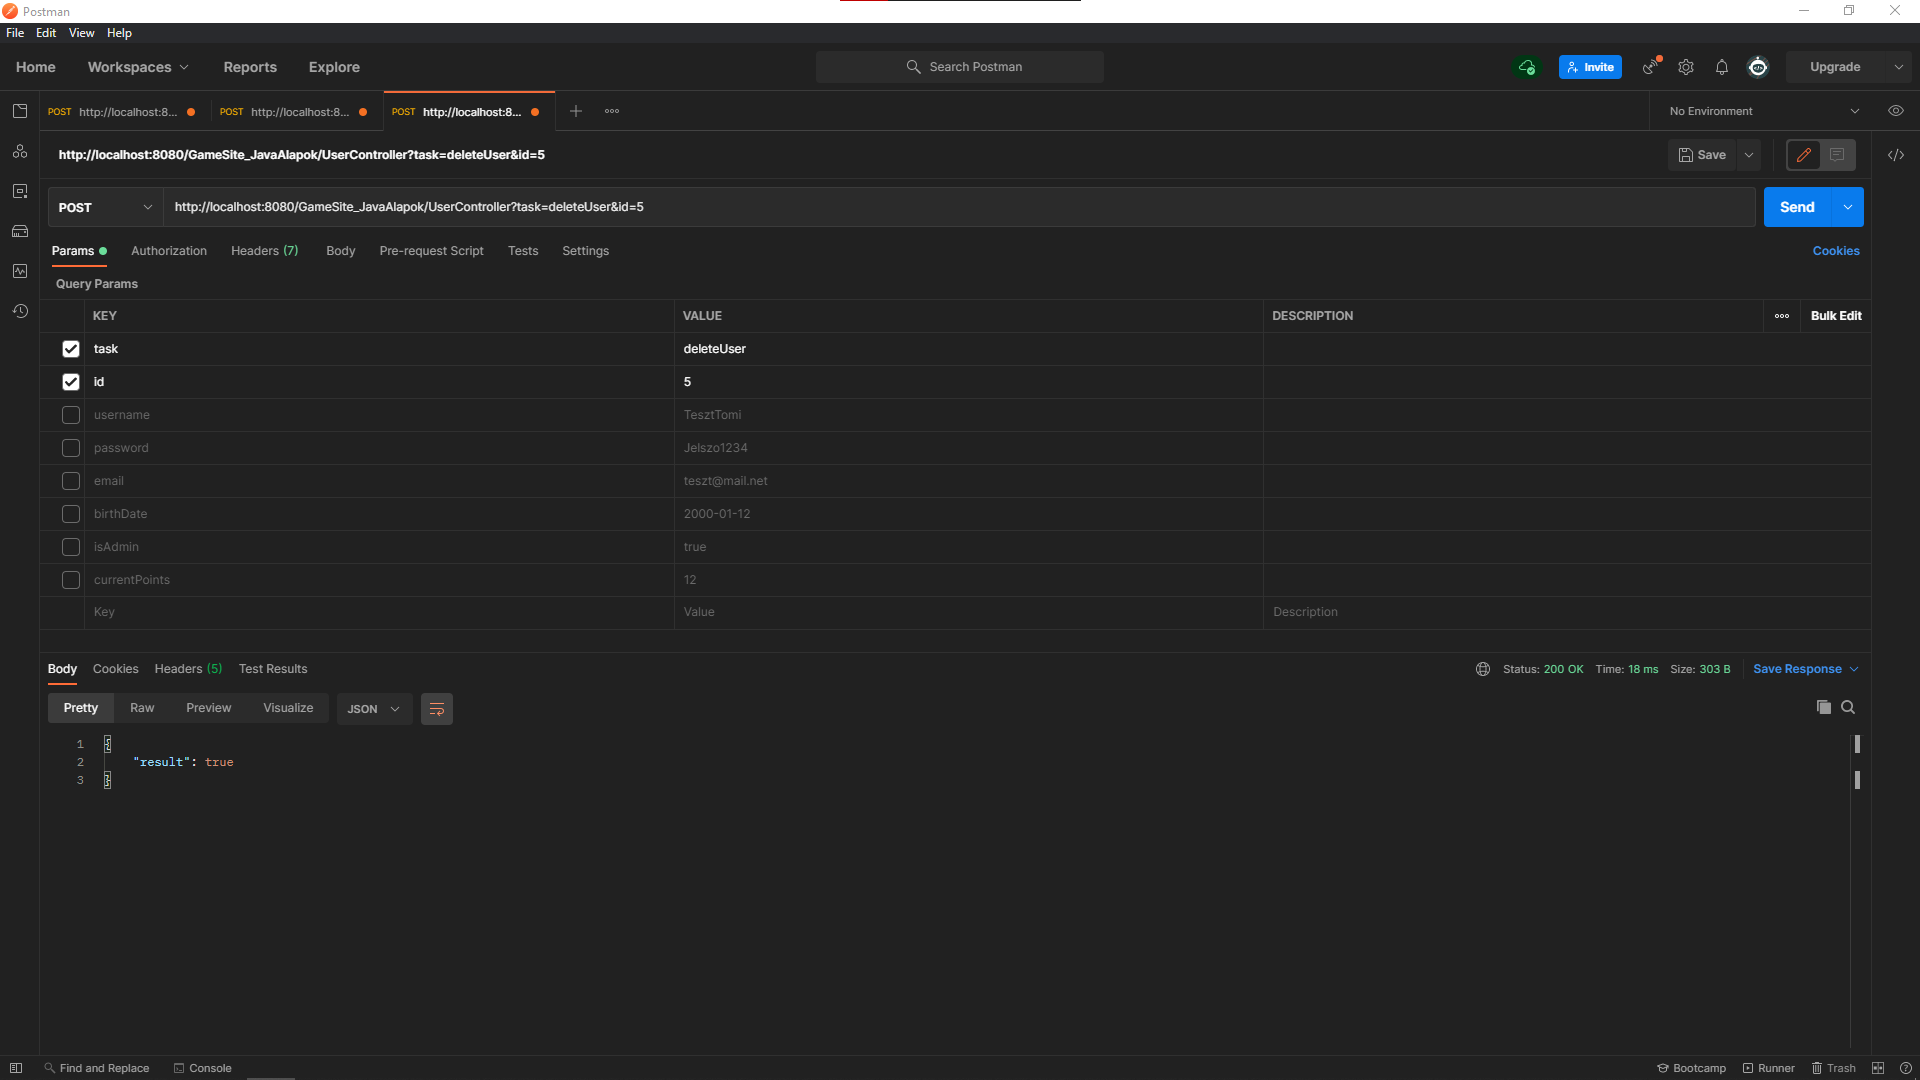 Postman
File Edit View Help
Home Workspaces Reports Explore Search Postman Invite Upgrade
POST http://localhost:8... POST http://localhost:8... POST http://localhost:8... No Environment
http://localhost:8080/GameSite_JavaAlapok/UserController?task=deleteUser&id=5 Save
POST http://localhost:8080/GameSite_JavaAlapok/UserController?task=deleteUser&id=5 Send
Params Authorization Headers (7) Body Pre-request Script Tests Settings Cookies
Query Params
KEY VALUE DESCRIPTION Bulk Edit
task deleteUser
id 5
username TesztTomi
password Jelszo1234
email teszt@mail.net
birthDate 2000-01-12
isAdmin true
currentPoints 12
Key Value Description
Body Cookies Headers (5) Test Results Status: 200 OK Time: 18 ms Size: 303 B Save Response
Pretty Raw Preview Visualize JSON
1 {
2 "result": true
3 }
Find and Replace Console Bootcamp Runner Trash